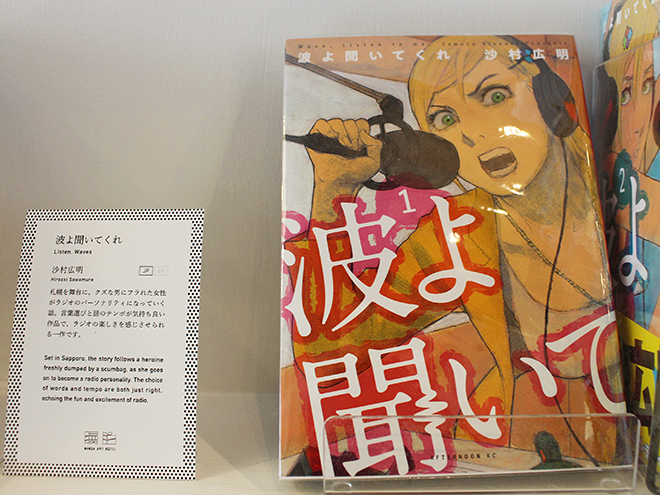 波よ聞いてくれ
Listen, Waves
沙村広明
Hiroaki Samamura
JP
札幌を舞台に、クズな男にフラれた女性
がラジオのパーソナリティになっていく
話。言葉選びと話のテンポが気持ち良い
作品で、ラジオの楽しさを感じさせられ
る一作です。
Set in Sapporo, the story follows a heroine
freshly dumped by a scumbag, as she goes
on to become a radio personality. The choice
of words and tempo are both just right,
echoing the fun and excitement of radio.
MANGA ART HOTEL
Wave, Listen to me!
波よ聞いてくれ 沙村広明
1
波よ
聞いて
AFTERNOON KC
2
よ